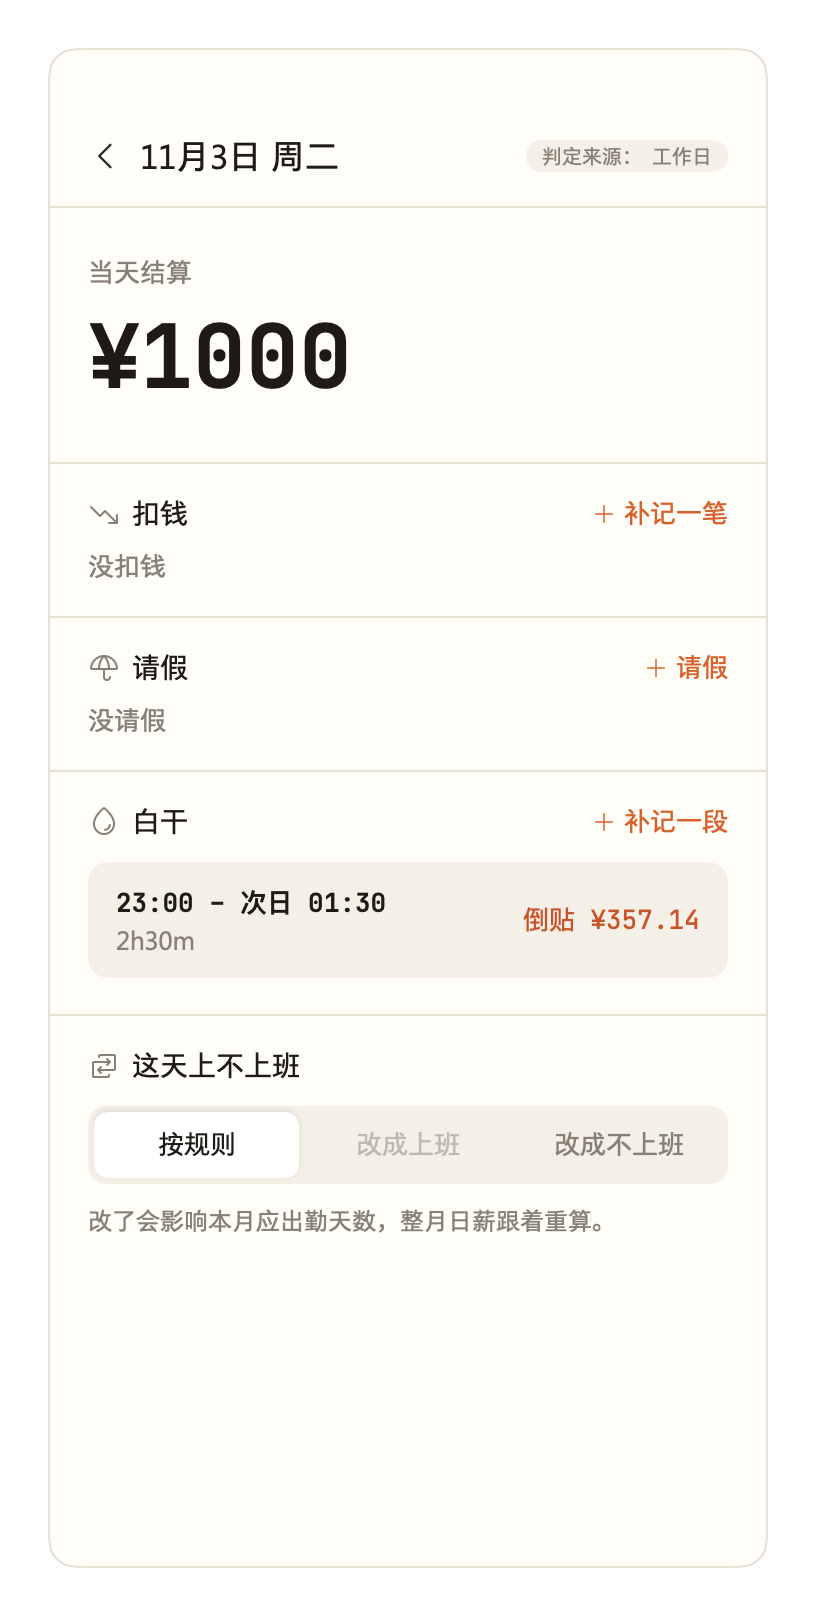 11月3日 周二
判定来源： 工作日
当天结算
¥1000
扣钱
+ 补记一笔
没扣钱
请假
+ 请假
没请假
白干
+ 补记一段
23:00 – 次日 01:30
2h30m
倒贴 ¥357.14
这天上不上班
按规则
改成上班
改成不上班
改了会影响本月应出勤天数，整月日薪跟着重算。